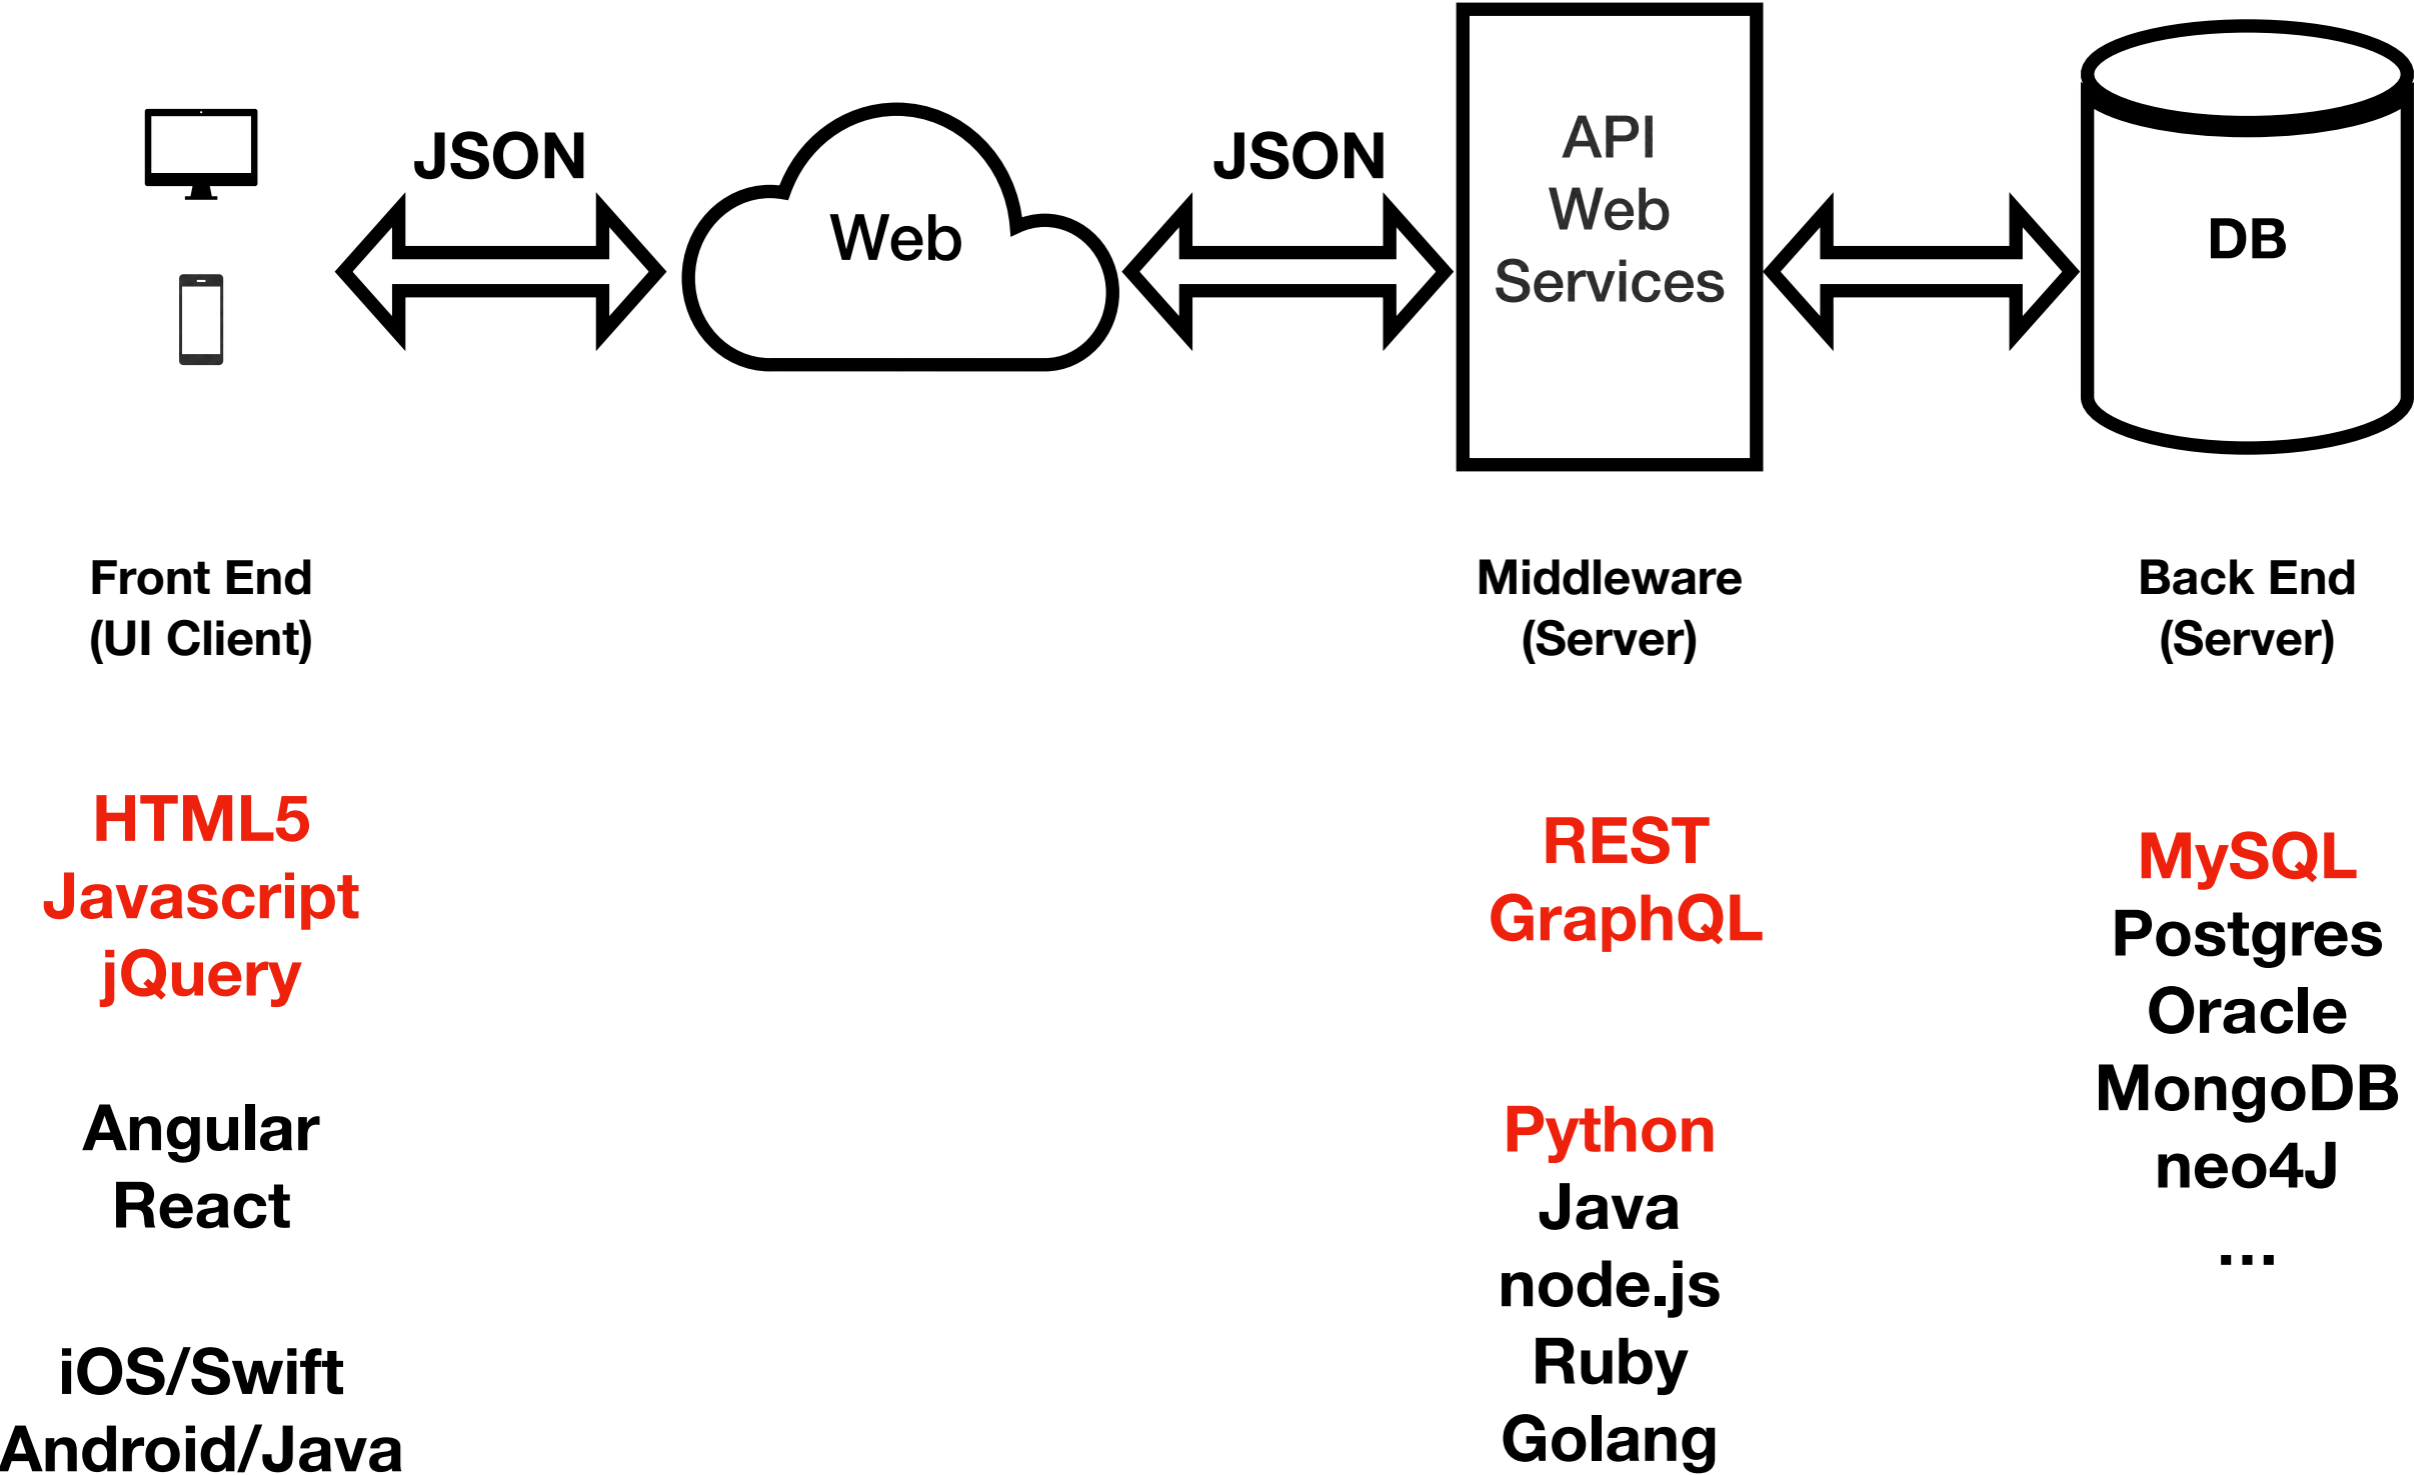 JSON
Web
JSON
API
Web
Services
DB
Front End
(UI Client)
Middleware
(Server)
Back End
(Server)
HTML5
Javascript
jQuery
Angular
React
iOS/Swift
Android/Java
REST
GraphQL
Python
Java
node.js
Ruby
Golang
MySQL
Postgres
Oracle
MongoDB
neo4J
...